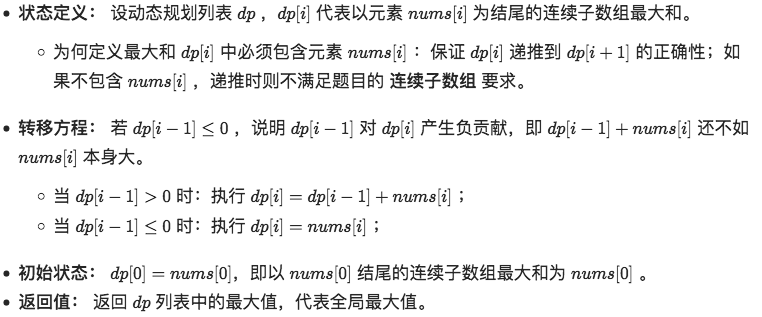 • 状态定义： 设动态规划列表 dp ，dp[i] 代表以元素 nums[i] 为结尾的连续子数组最大和。
○ 为何定义最大和 dp[i] 中必须包含元素 nums[i] ：保证 dp[i] 递推到 dp[i + 1] 的正确性；如
果不包含 nums[i] ，递推时则不满足题目的 连续子数组 要求。
• 转移方程： 若 dp[i − 1] ≤ 0 ，说明 dp[i − 1] 对 dp[i] 产生负贡献，即 dp[i − 1] + nums[i] 还不如
nums[i] 本身大。
○ 当 dp[i − 1] > 0 时：执行 dp[i] = dp[i − 1] + nums[i] ；
○ 当 dp[i − 1] ≤ 0 时：执行 dp[i] = nums[i] ；
• 初始状态： dp[0] = nums[0]，即以 nums[0] 结尾的连续子数组最大和为 nums[0] 。
• 返回值： 返回 dp 列表中的最大值，代表全局最大值。